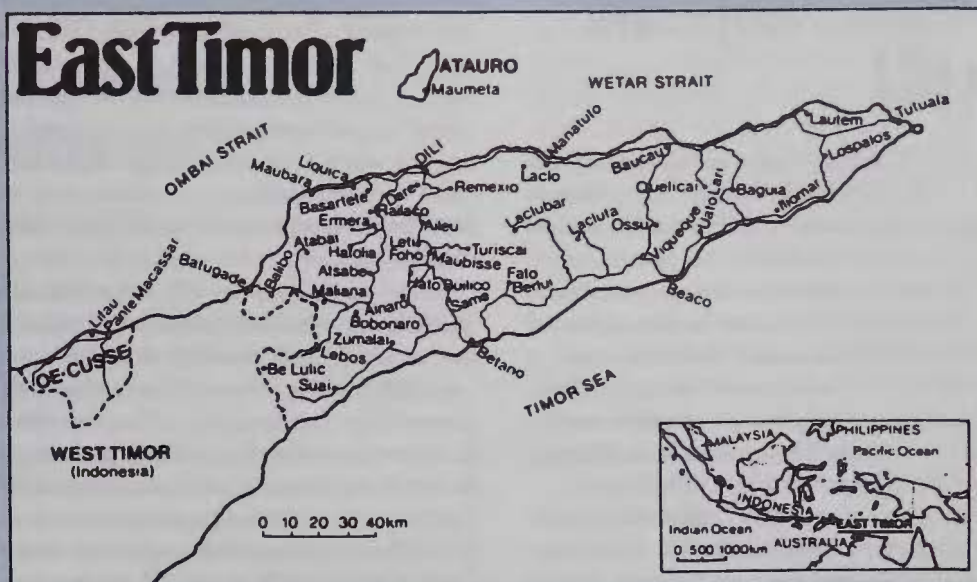 East Timor
ATAURO
Maumeta
WETAR STRAIT
OMBAI STRAIT
Tutuala
Lautem
Lospalos
Manatuto
DILI
Baucau
Laclo
Liquica
Maubara
Basartete
Dare
Remexio
Quelicai
Uato Lari
Baguia
Iliomar
Ermera
Railaco
Aileu
Laclubar
Lacluta
Ossu
Viqueque
Atabai
Hatolia
Letu
Foho
Turiscai
Maubisse
Batugade
Balibo
Atsabe
Hato Builico
Fato
Berlui
Maliana
Same
Beaco
Lifau
Pante Macassar
Ainaro
Bobonaro
Zumalai
Lebos
Betano
OE-CUSSE
Be Lulic
Suai
TIMOR SEA
WEST TIMOR
(Indonesia)
0 10 20 30 40km
MALAYSIA
PHILIPPINES
Pacific Ocean
INDONESIA
Indian Ocean
EAST TIMOR
0 500 1000km
AUSTRALIA